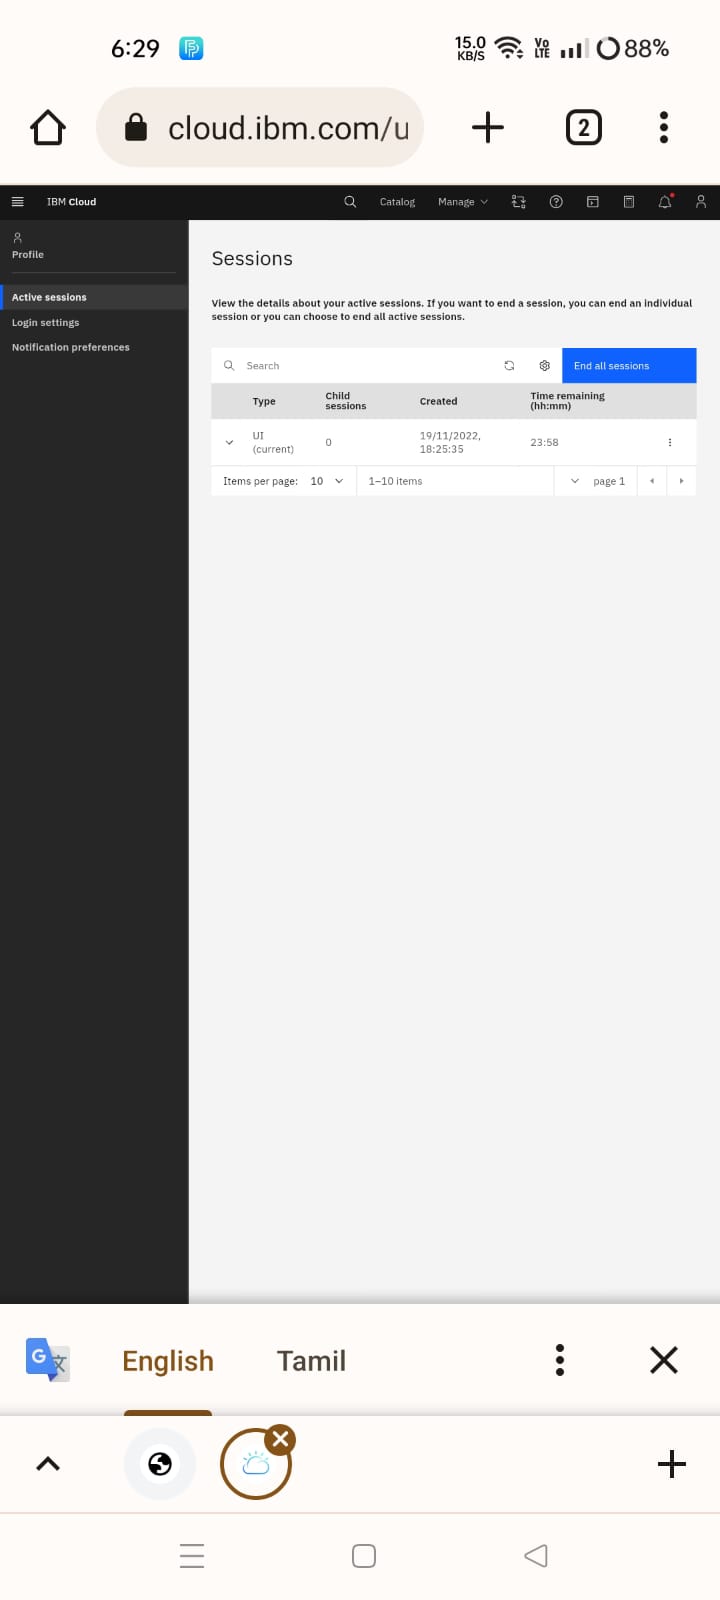 6:29
15.0
KB/S
Vo
LTE
88%
cloud.ibm.com/u
2
IBM Cloud
Catalog
Manage
Profile
Active sessions
Login settings
Notification preferences
Sessions
View the details about your active sessions. If you want to end a session, you can end an individual
session or you can choose to end all active sessions.
Search
End all sessions
Type
Child
sessions
Created
Time remaining
(hh:mm)
UI
(current)
0
19/11/2022,
18:25:35
23:58
Items per page: 10
1–10 items
page 1
G
文
English
Tamil